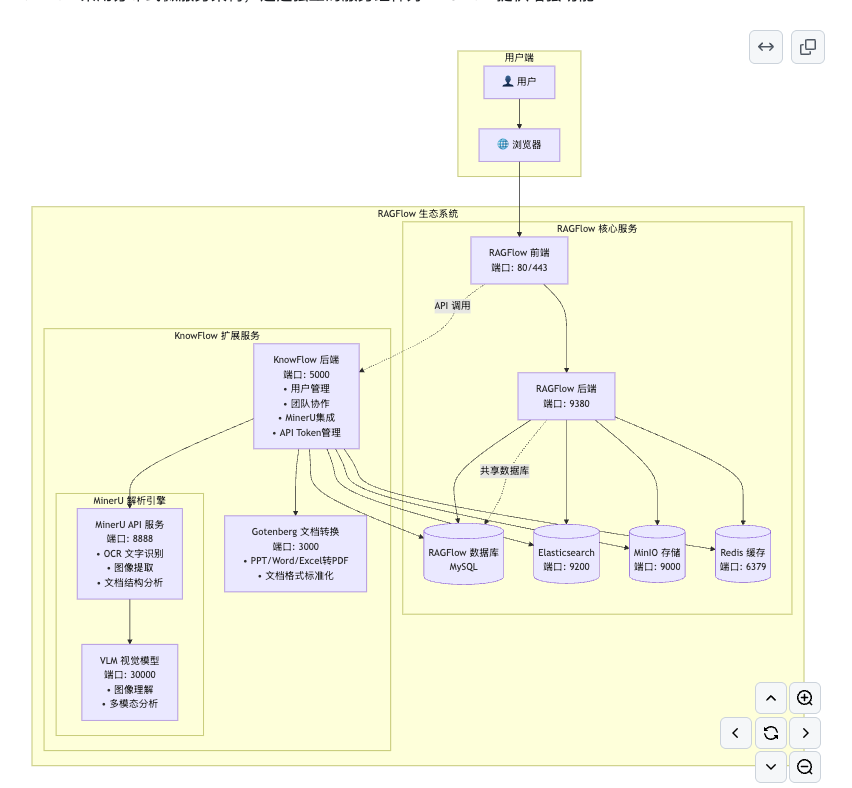 用户端
👤 用户
🌐 浏览器
RAGFlow 生态系统
RAGFlow 核心服务
RAGFlow 前端
端口: 80/443
API 调用
KnowFlow 扩展服务
KnowFlow 后端
端口: 5000
• 用户管理
• 团队协作
• MinerU集成
• API Token管理
RAGFlow 后端
端口: 9380
共享数据库
MinerU 解析引擎
MinerU API 服务
端口: 8888
• OCR 文字识别
• 图像提取
• 文档结构分析
Gotenberg 文档转换
端口: 3000
• PPT/Word/Excel转PDF
• 文档格式标准化
RAGFlow 数据库
MySQL
Elasticsearch
端口: 9200
MinIO 存储
端口: 9000
Redis 缓存
端口: 6379
VLM 视觉模型
端口: 30000
• 图像理解
• 多模态分析